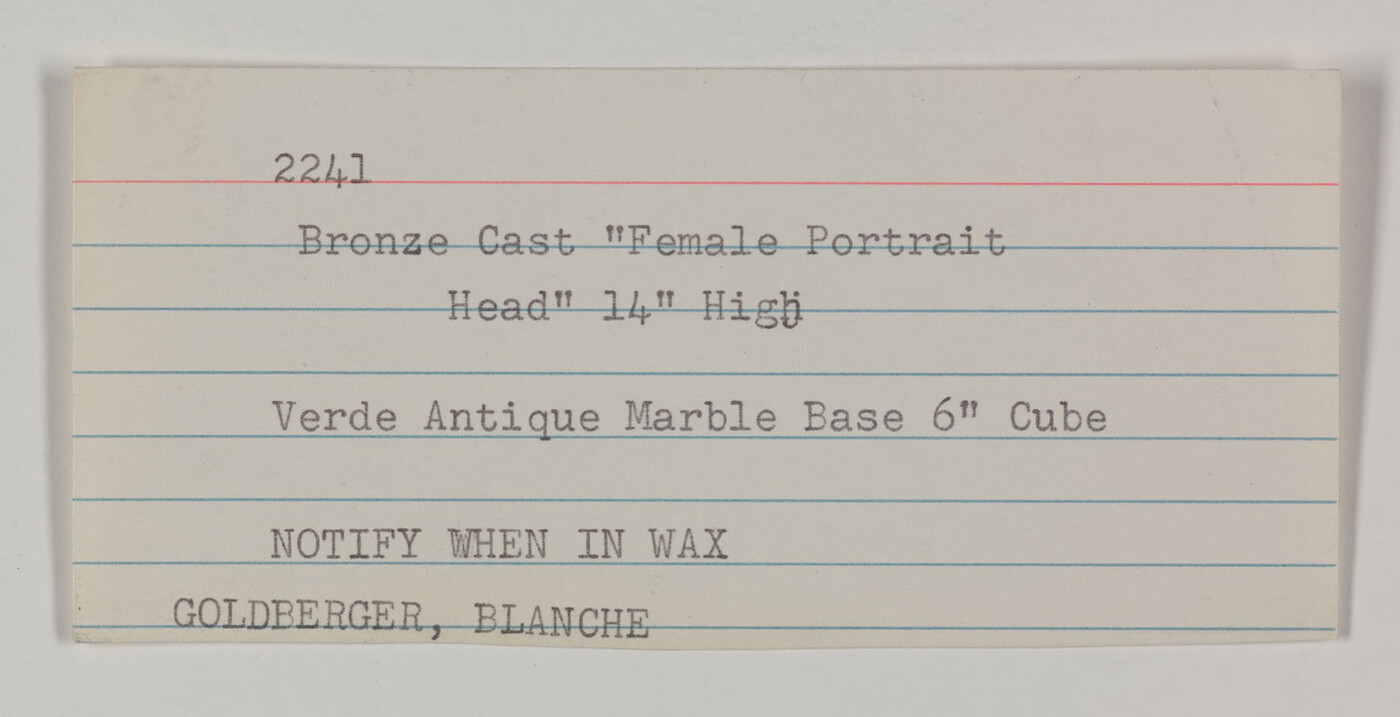 2241
Bronze Cast "Female Portrait
Head" 14" High
Verde Antique Marble Base 6" Cube
NOTIFY WHEN IN WAX
GOLDBERGER, BLANCHE